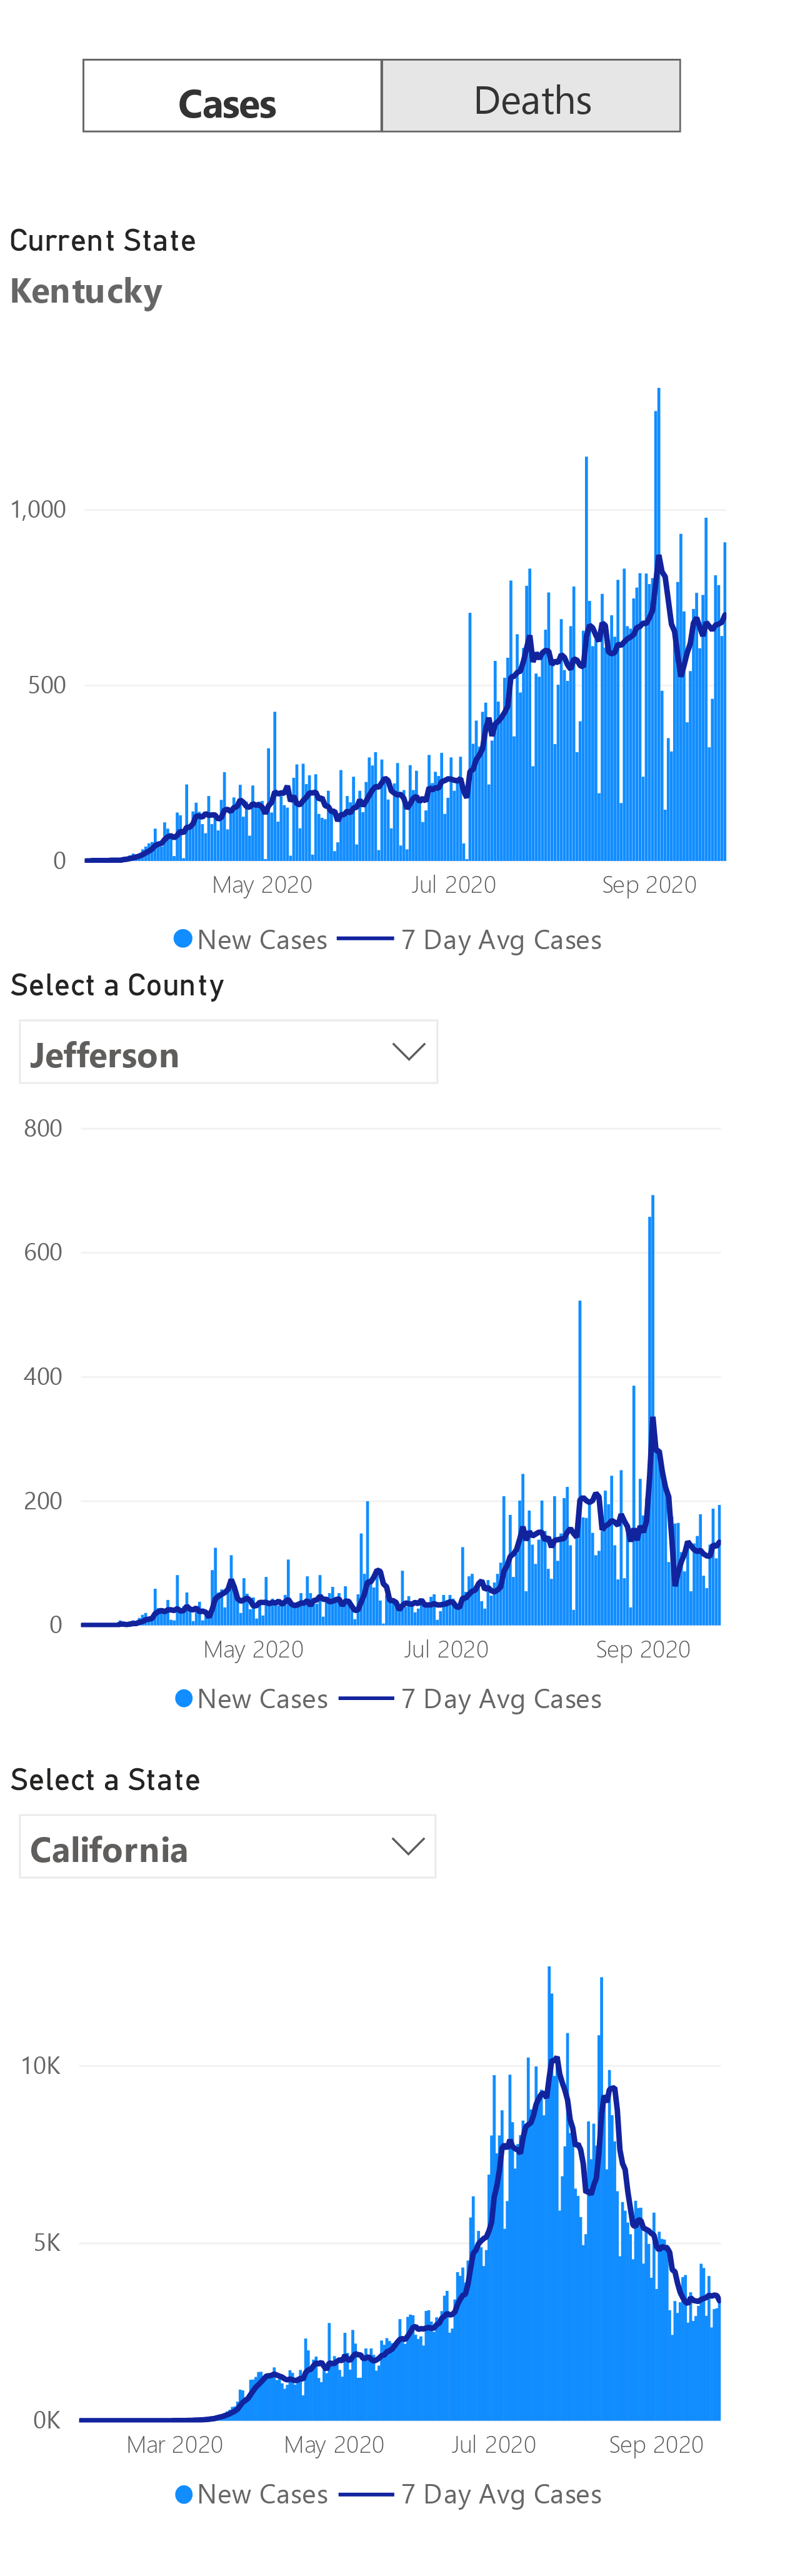 Cases Deaths
Current State
Kentucky
1,000
500
0
May 2020 Jul 2020 Sep 2020
New Cases 7 Day Avg Cases
Select a County
Jefferson
800
600
400
200
0
May 2020 Jul 2020 Sep 2020
New Cases 7 Day Avg Cases
Select a State
California
10K
5K
0K
Mar 2020 May 2020 Jul 2020 Sep 2020
New Cases 7 Day Avg Cases